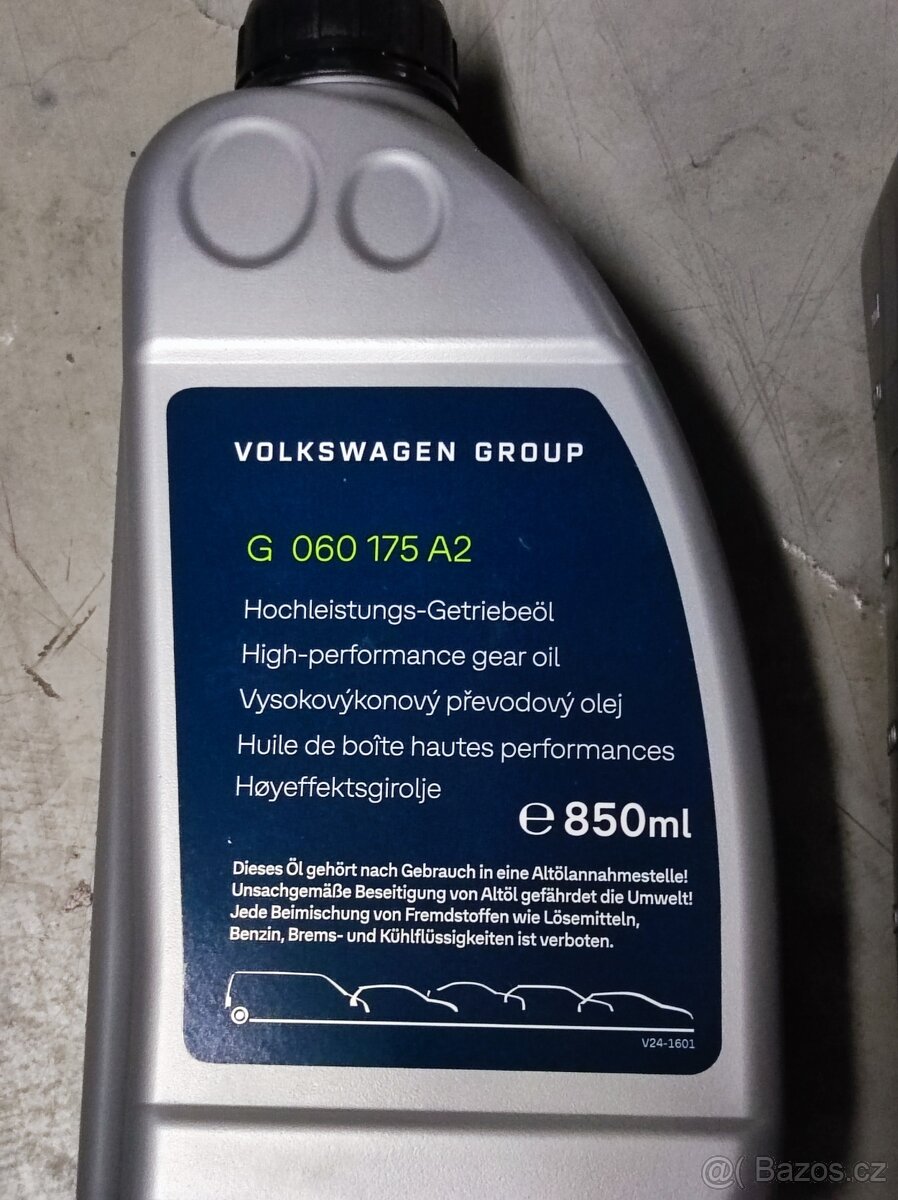 VOLKSWAGEN GROUP
G 060 175 A2
Hochleistungs-Getriebeöl
High-performance gear oil
Vysokovýkonový převodový olej
Huile de boîte hautes performances
Høyeffektsgirolje
℮ 850ml
Dieses Öl gehört nach Gebrauch in eine Altölannahmestelle!
Unsachgemäße Beseitigung von Altöl gefährdet die Umwelt!
Jede Beimischung von Fremdstoffen wie Lösemitteln,
Benzin, Brems- und Kühlflüssigkeiten ist verboten.
V24-1601
@( Bazos.cz